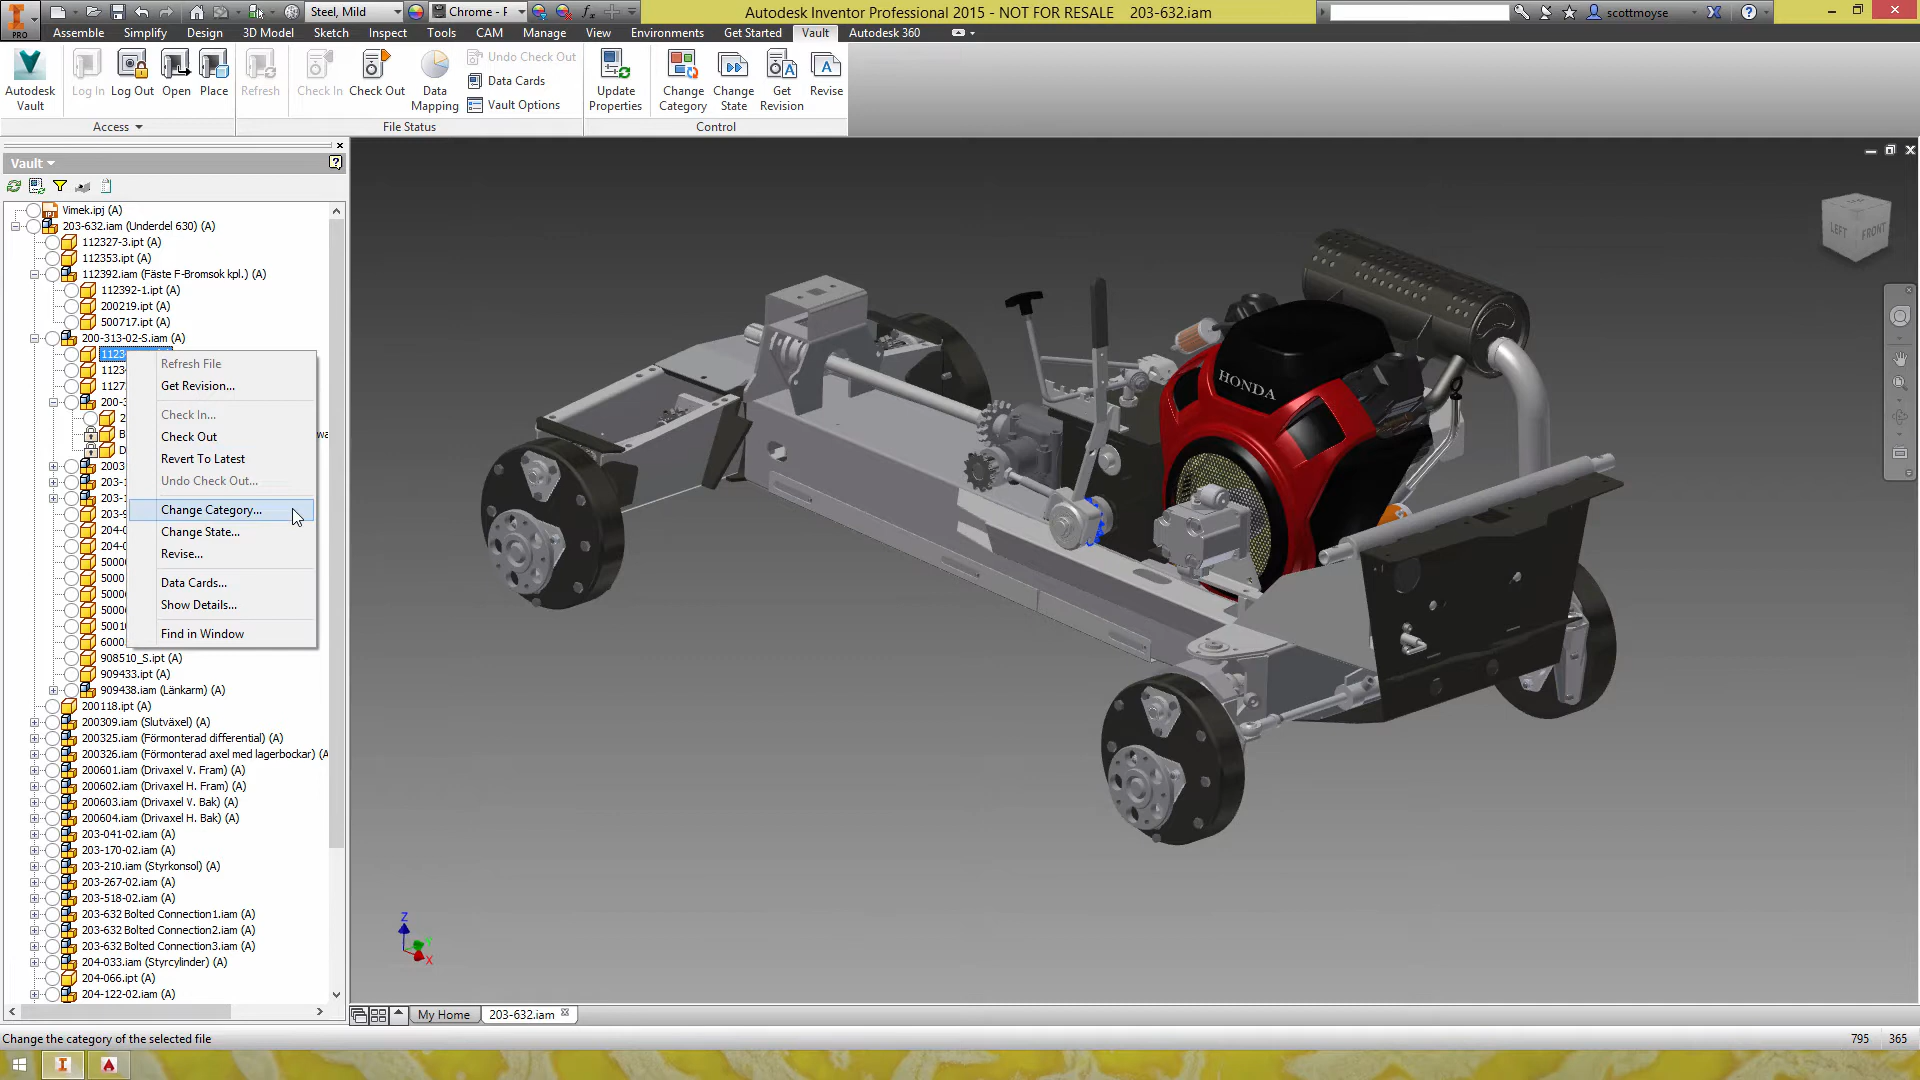 Steel, Mild
Chrome - F
Autodesk Inventor Professional 2015 - NOT FOR RESALE 203-632.iam
scottmoyse
PRO
Assemble Simplify Design 3D Model Sketch Inspect Tools CAM Manage View Environments Get Started Vault Autodesk 360
Autodesk Vault
Log In
Log Out
Open
Place
Refresh
Check In
Check Out
Data Mapping
Undo Check Out
Data Cards
Vault Options
Update Properties
Change Category
Change State
Get Revision
Revise
Access
File Status
Control
Vault
Vimek.ipj (A)
203-632.iam (Underdel 630) (A)
112327-3.ipt (A)
112353.ipt (A)
112392.iam (Fäste F-Bromsok kpl.) (A)
112392-1.ipt (A)
200219.ipt (A)
500717.ipt (A)
200-313-02-S.iam (A)
1123
Refresh File
Get Revision...
Check In...
Check Out
Revert To Latest
Undo Check Out...
Change Category...
Change State...
Revise...
Data Cards...
Show Details...
Find in Window
908510_S.ipt (A)
909433.ipt (A)
909438.iam (Länkarm) (A)
200118.ipt (A)
200309.iam (Slutväxel) (A)
200325.iam (Förmonterad differential) (A)
200326.iam (Förmonterad axel med lagerbockar) (A
200601.iam (Drivaxel V. Fram) (A)
200602.iam (Drivaxel H. Fram) (A)
200603.iam (Drivaxel V. Bak) (A)
200604.iam (Drivaxel H. Bak) (A)
203-041-02.iam (A)
203-170-02.iam (A)
203-210.iam (Styrkonsol) (A)
203-267-02.iam (A)
203-518-02.iam (A)
203-632 Bolted Connection1.iam (A)
203-632 Bolted Connection2.iam (A)
203-632 Bolted Connection3.iam (A)
204-033.iam (Styrcylinder) (A)
204-066.ipt (A)
204-122-02.iam (A)
HONDA
LEFT
FRONT
Z
X
My Home
203-632.iam
Change the category of the selected file
795 365